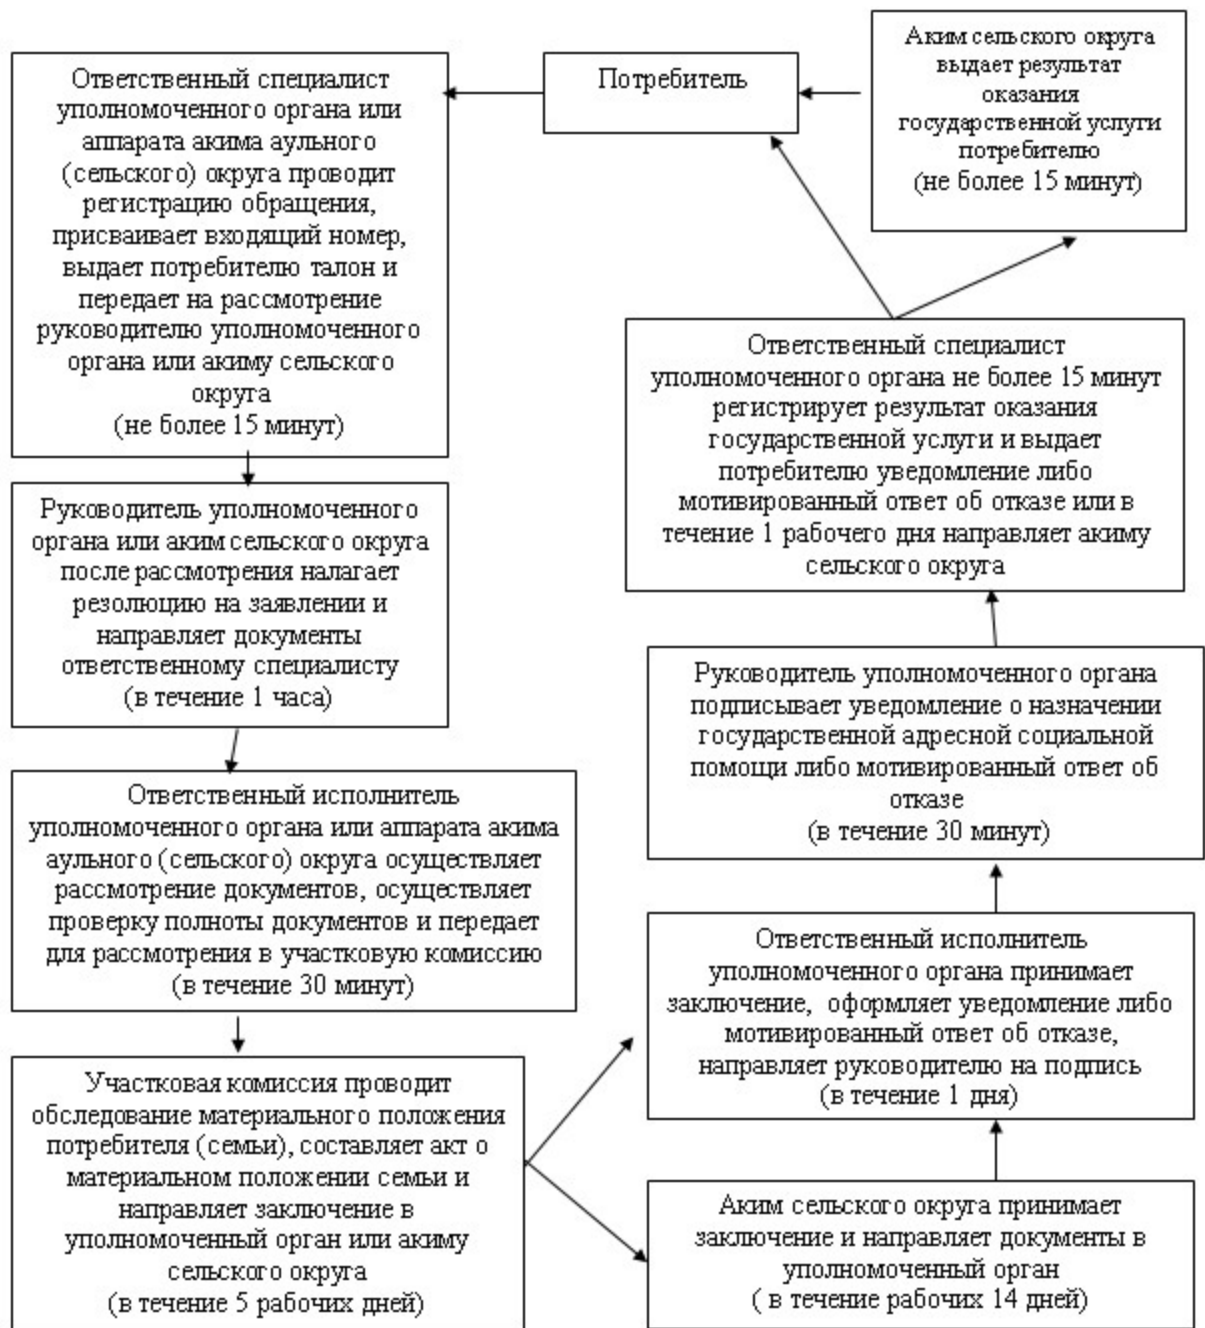 Потребитель
Ответственный специалист
уполномоченного органа или
аппарата акима аульного
(сельского) округа проводит
регистрацию обращения,
присваивает входящий номер,
выдает потребителю талон и
передает на рассмотрение
руководителю уполномоченного
органа или акиму сельского
округа
(не более 15 минут)
Руководитель уполномоченного
органа или аким сельского округа
после рассмотрения налагает
резолюцию на заявлении и
направляет документы
ответственному специалисту
(в течение 1 часа)
Ответственный исполнитель
уполномоченного органа или аппарата акима
аульного (сельского) округа осуществляет
рассмотрение документов, осуществляет
проверку полноты документов и передает
для рассмотрения в участковую комиссию
(в течение 30 минут)
Участковая комиссия проводит
обследование материального положения
потребителя (семьи), составляет акт о
материальном положении семьи и
направляет заключение в
уполномоченный орган или акиму
сельского округа
(в течение 5 рабочих дней)
Аким сельского округа принимает
заключение и направляет документы в
уполномоченный орган
( в течение рабочих 14 дней)
Ответственный исполнитель
уполномоченного органа принимает
заключение, оформляет уведомление либо
мотивированный ответ об отказе,
направляет руководителю на подпись
(в течение 1 дня)
Руководитель уполномоченного органа
подписывает уведомление о назначении
государственной адресной социальной
помощи либо мотивированный ответ об
отказе
(в течение 30 минут)
Ответственный специалист
уполномоченного органа не более 15 минут
регистрирует результат оказания
государственной услуги и выдает
потребителю уведомление либо
мотивированный ответ об отказе или в
течение 1 рабочего дня направляет акиму
сельского округа
Аким сельского округа
выдает результат
оказания
государственной услуги
потребителю
(не более 15 минут)